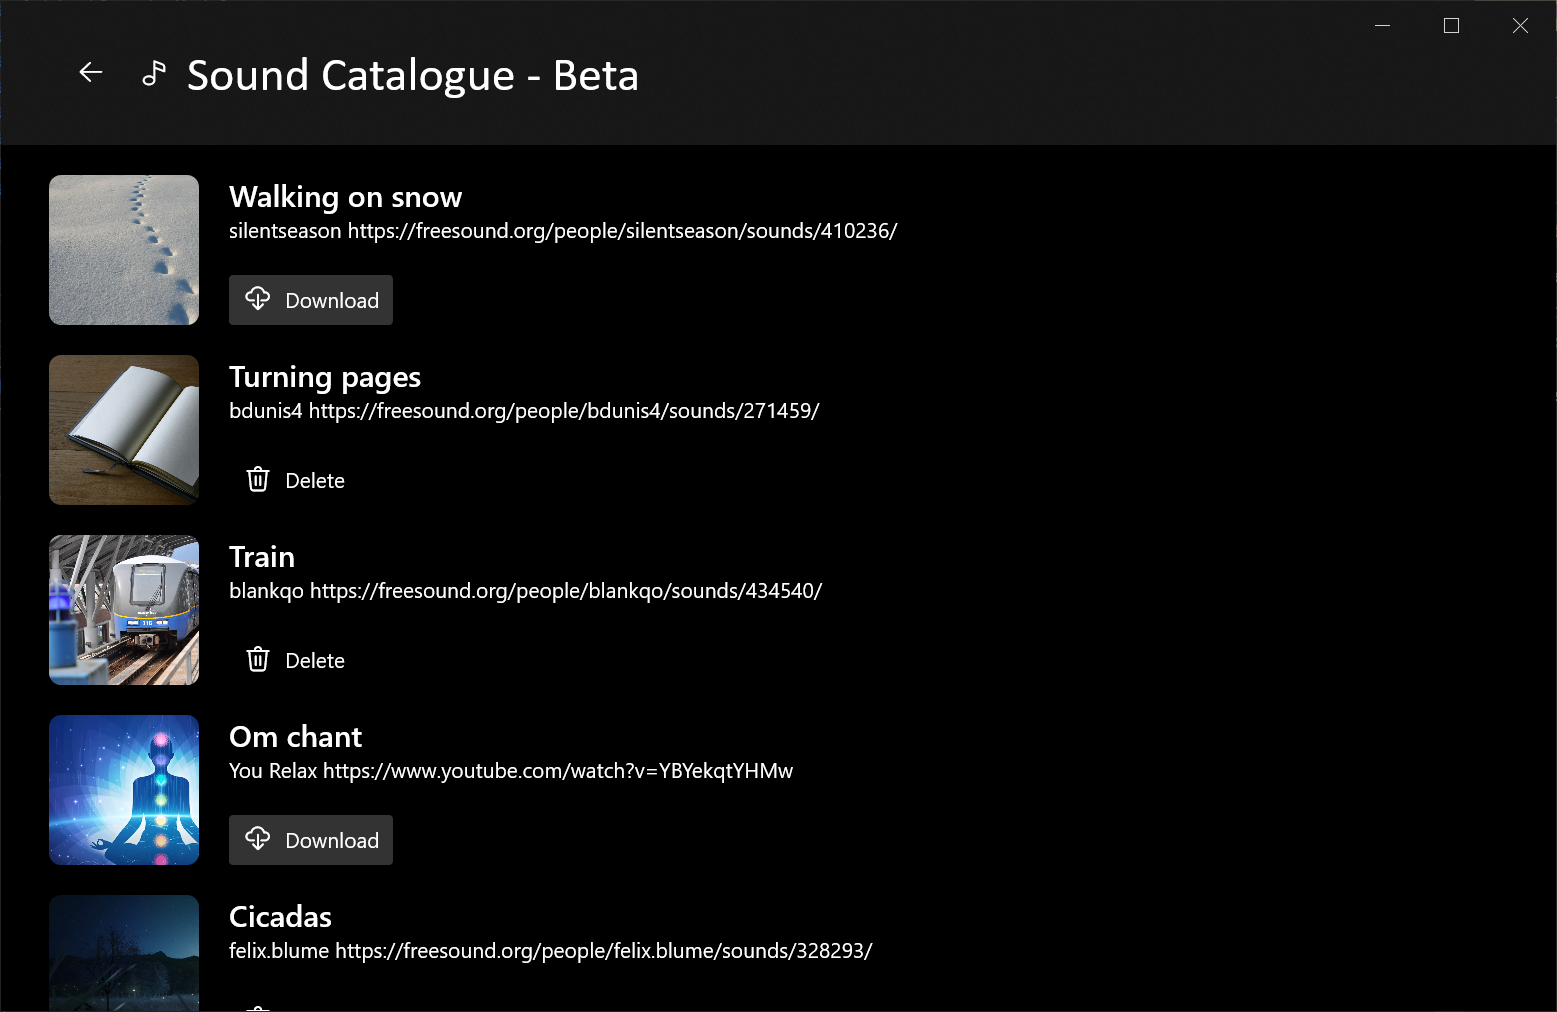 Sound Catalogue - Beta
Walking on snow
silentseason https://freesound.org/people/silentseason/sounds/410236/
Download
Turning pages
bdunis4 https://freesound.org/people/bdunis4/sounds/271459/
Delete
Train
blankqo https://freesound.org/people/blankqo/sounds/434540/
Delete
Om chant
You Relax https://www.youtube.com/watch?v=YBYekqtYHMw
Download
Cicadas
felix.blume https://freesound.org/people/felix.blume/sounds/328293/